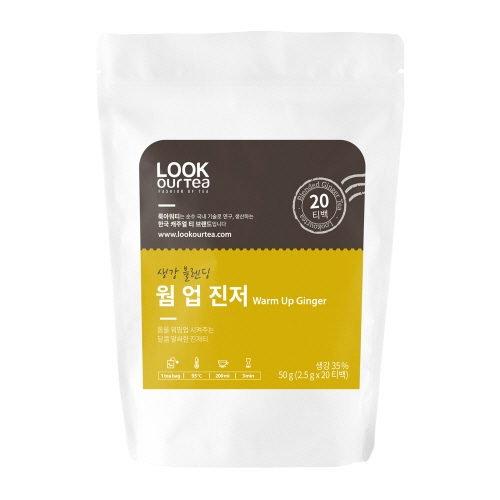 LOOK
OURTEA
FASHION OF TEA
룩아워티는 순수 국내 기술로 연구, 생산하는
한국 캐주얼 티 브랜드입니다
www.lookourtea.com
Blended Ginger Tea
20
티백
Lookourtea
생강 블렌딩
웜 업 진저 Warm Up Ginger
몸을 워밍업 시켜주는
달콤 알싸한 진저티
1 tea bag
95℃
200ml
3min
생강 35%
50 g (2.5 g x 20 티백)